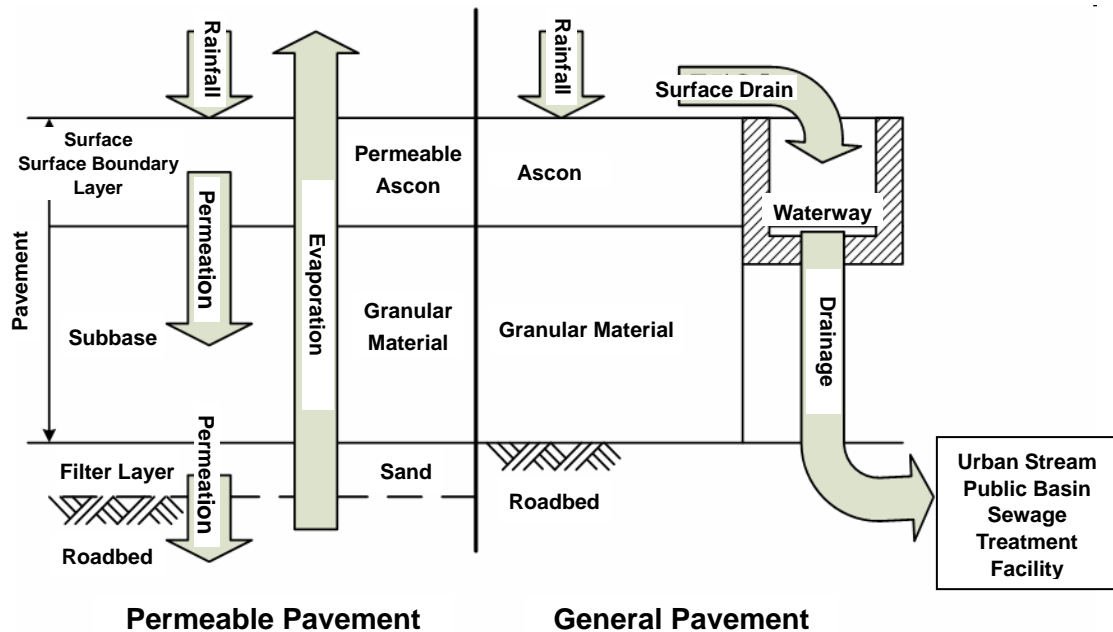 Rainfall
Rainfall
Surface Drain
Surface
Surface Boundary
Layer
Permeation
Permeable
Ascon
Ascon
Waterway
Pavement
Evaporation
Subbase
Granular
Material
Granular Material
Drainage
Permeation
Filter Layer
Sand
Roadbed
Roadbed
Urban Stream
Public Basin
Sewage
Treatment
Facility
Permeable Pavement
General Pavement